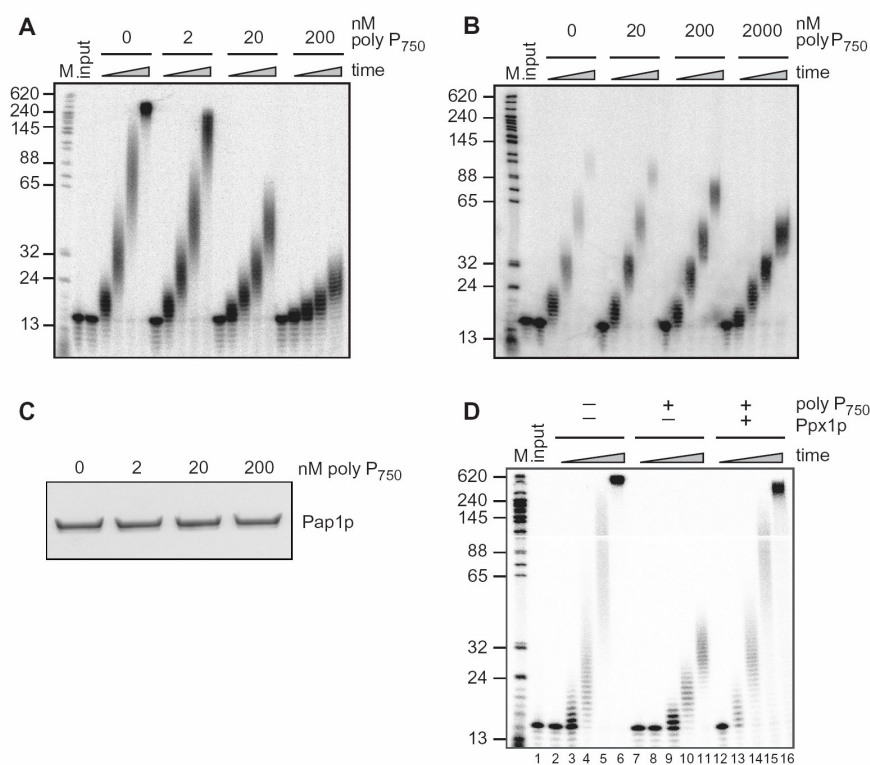 A
0 2 20 200 nM
poly P750
M input time
620
240
145
88
65
32
24
13
B
0 20 200 2000 nM
poly P750
M input time
620
240
145
88
65
32
24
13
C
0 2 20 200 nM poly P750
Pap1p
D
– + + poly P750
– – + Ppx1p
M input time
620
240
145
88
65
32
24
13
1 2 3 4 5 6 7 8 9 10 11 12 13 14 15 16